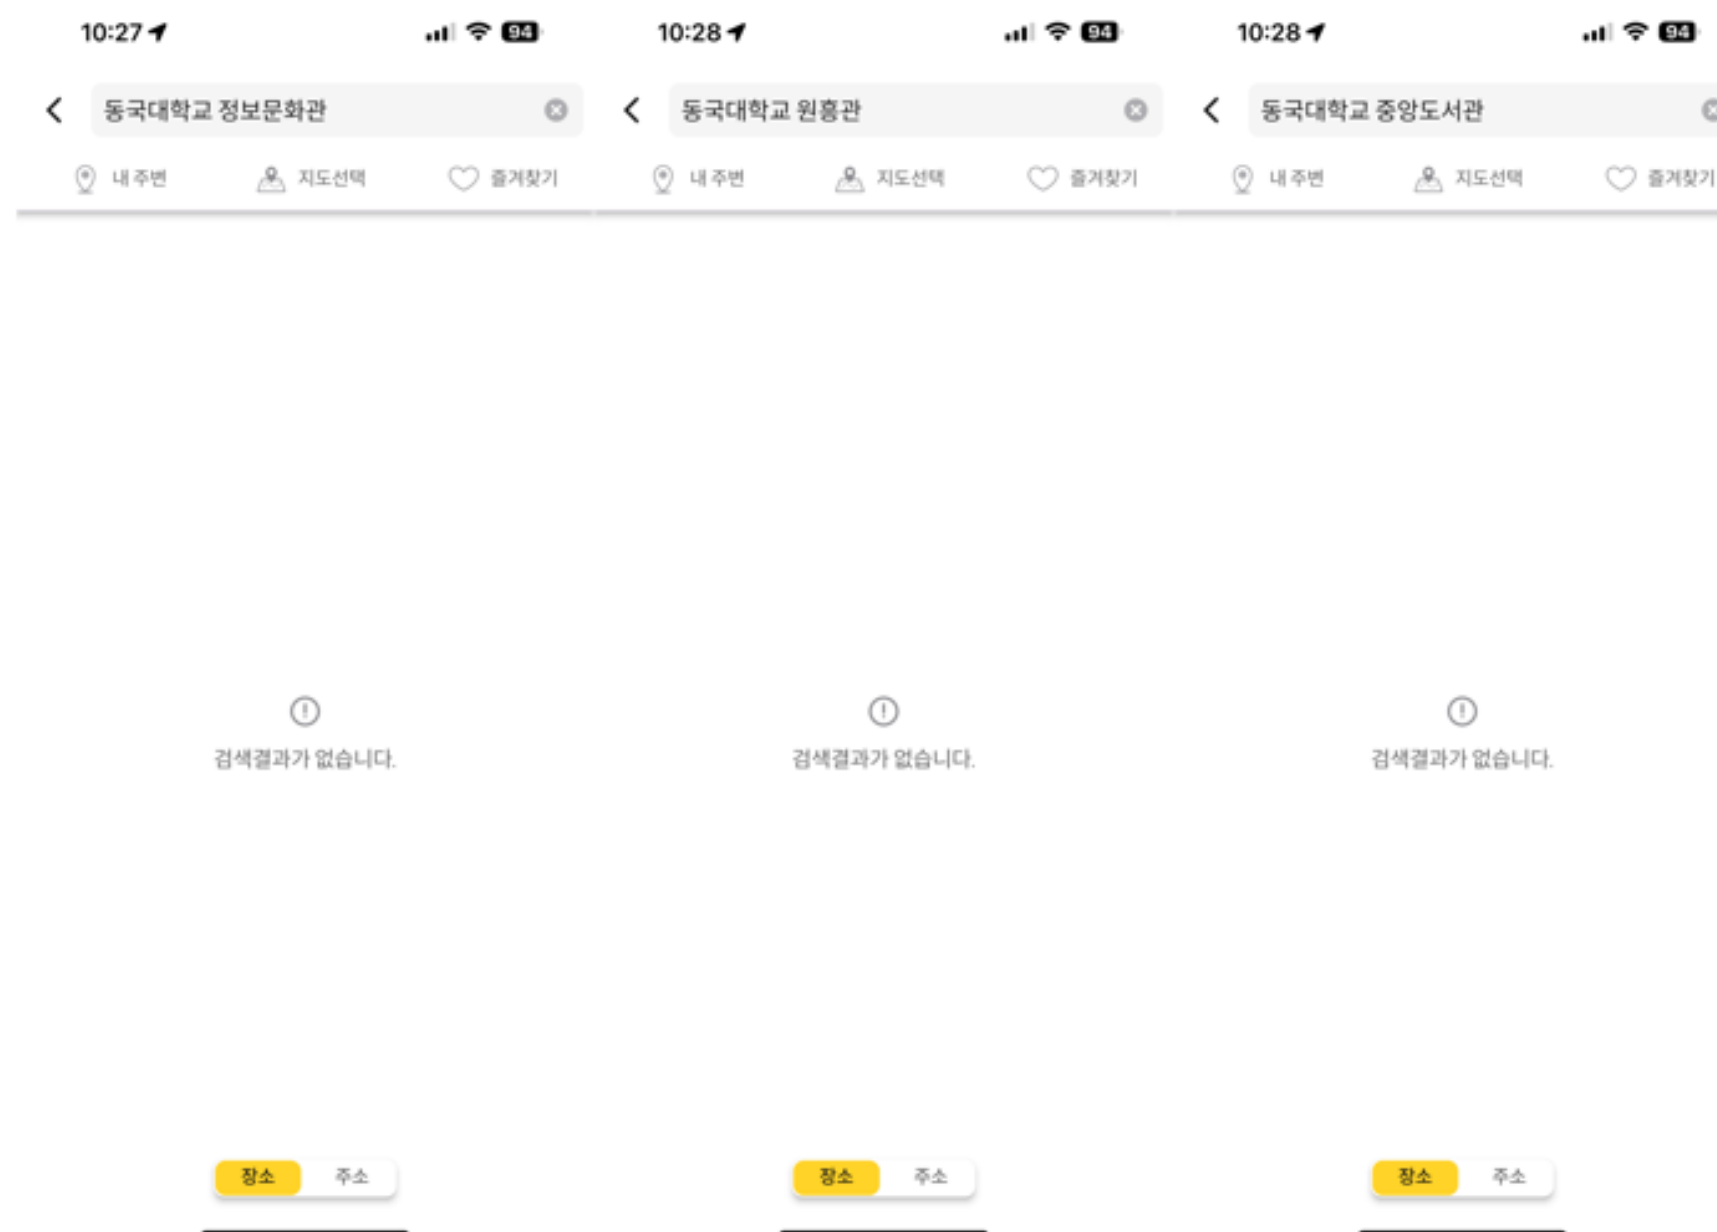 10:27 94
동국대학교 정보문화관
내 주변 지도선택 즐겨찾기
검색결과가 없습니다.
장소 주소
10:28 94
동국대학교 원흥관
내 주변 지도선택 즐겨찾기
검색결과가 없습니다.
장소 주소
10:28 94
동국대학교 중앙도서관
내 주변 지도선택 즐겨찾기
검색결과가 없습니다.
장소 주소